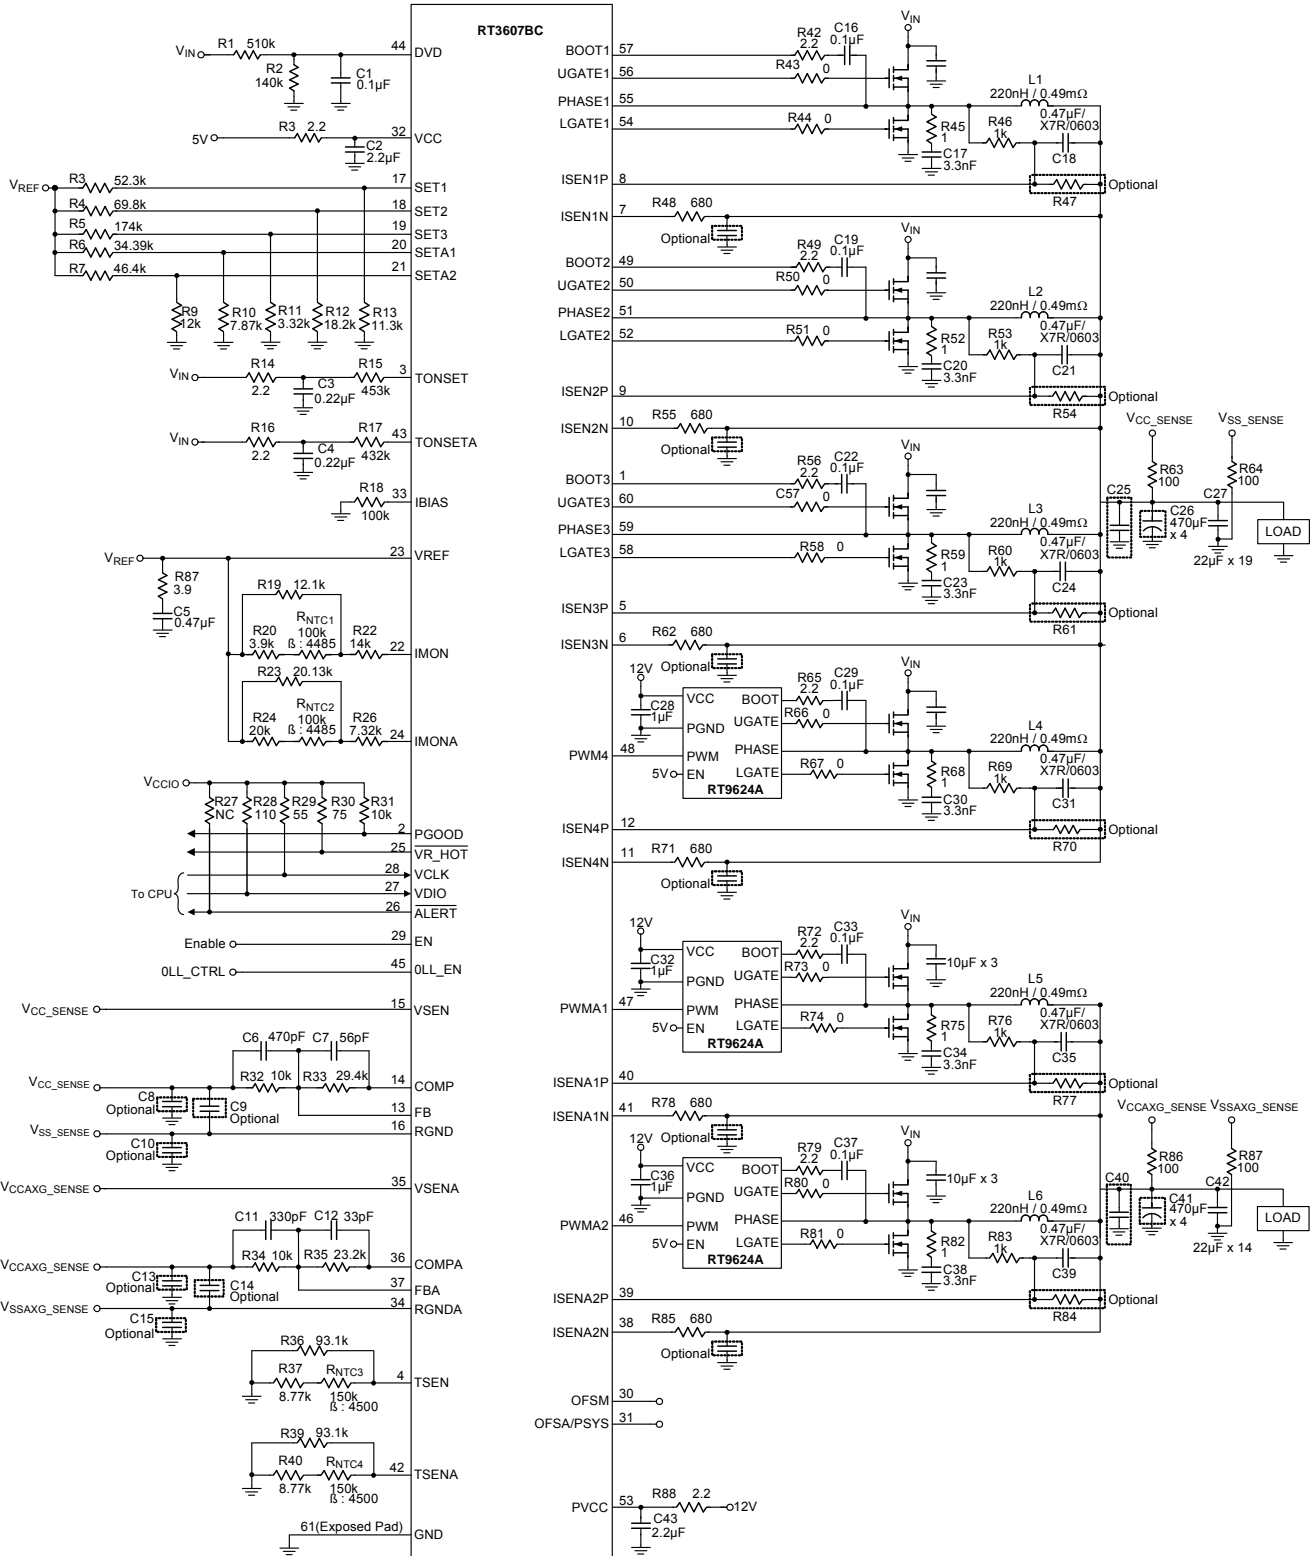 RT3607BC
VIN R1 510k 44 DVD
R2 140k
C1 0.1µF
5V R3 2.2 32 VCC
C2 2.2µF
VREF R3 52.3k 17 SET1
R4 69.8k 18 SET2
R5 174k 19 SET3
R6 34.39k 20 SETA1
R7 46.4k 21 SETA2
R9 12k
R10 7.87k
R11 3.32k
R12 18.2k
R13 11.3k
VIN R14 2.2 C3 0.22µF R15 453k 3 TONSET
VIN R16 2.2 C4 0.22µF R17 432k 43 TONSETA
R18 100k 33 IBIAS
VREF 23 VREF
R87 3.9
C5 0.47µF
R19 12.1k
R20 3.9k
RNTC1 100k ß : 4485
R22 14k
22 IMON
R23 20.13k
R24 20k
RNTC2 100k ß : 4485
R26 7.32k
24 IMONA
VCCIO
R27 NC
R28 110
R29 55
R30 75
R31 10k
2 PGOOD
25 VR_HOT
28 VCLK
To CPU 27 VDIO
26 ALERT
Enable 29 EN
0LL_CTRL 45 0LL_EN
VCC_SENSE 15 VSEN
C6 470pF C7 56pF
VCC_SENSE R32 10k R33 29.4k 14 COMP
C8 Optional
C9 Optional
13 FB
VSS_SENSE 16 RGND
C10 Optional
VCCAXG_SENSE 35 VSENA
C11 330pF C12 33pF
VCCAXG_SENSE R34 10k R35 23.2k 36 COMPA
C13 Optional
C14 Optional
37 FBA
VSSAXG_SENSE 34 RGNDA
C15 Optional
R36 93.1k
R37 8.77k
RNTC3 150k ß : 4500
4 TSEN
R39 93.1k
R40 8.77k
RNTC4 150k ß : 4500
42 TSENA
61(Exposed Pad) GND
BOOT1 57 R42 2.2 C16 0.1µF VIN
UGATE1 56 R43 0
PHASE1 55
L1 220nH / 0.49mΩ
LGATE1 54 R44 0
R45 1
C17 3.3nF
R46 1k
0.47µF/ X7R/0603 C18
ISEN1P 8 R47 Optional
ISEN1N 7 R48 680
Optional
BOOT2 49 R49 2.2 C19 0.1µF VIN
UGATE2 50 R50 0
PHASE2 51
L2 220nH / 0.49mΩ
LGATE2 52 R51 0
R52 1
C20 3.3nF
R53 1k
0.47µF/ X7R/0603 C21
ISEN2P 9 R54 Optional
ISEN2N 10 R55 680
Optional
BOOT3 1 R56 2.2 C22 0.1µF VIN
UGATE3 60 C57 0
PHASE3 59
L3 220nH / 0.49mΩ
LGATE3 58 R58 0
R59 1
C23 3.3nF
R60 1k
0.47µF/ X7R/0603 C24
ISEN3P 5 R61 Optional
ISEN3N 6 R62 680
Optional
VCC_SENSE VSS_SENSE
R63 100
R64 100
C25
C26 470µF x 4
C27
22µF x 19
LOAD
12V
C28 1µF
VCC BOOT
PGND UGATE
PHASE
PWM4 48 PWM
5V EN LGATE
RT9624A
R65 2.2 C29 0.1µF VIN
R66 0
L4 220nH / 0.49mΩ
R67 0
R68 1
C30 3.3nF
R69 1k
0.47µF/ X7R/0603 C31
ISEN4P 12 R70 Optional
ISEN4N 11 R71 680
Optional
12V
C32 1µF
VCC BOOT
PGND UGATE
PHASE
PWMA1 47 PWM
5V EN LGATE
RT9624A
R72 2.2 C33 0.1µF VIN
10µF x 3
R73 0
L5 220nH / 0.49mΩ
R74 0
R75 1
C34 3.3nF
R76 1k
0.47µF/ X7R/0603 C35
ISENA1P 40 R77 Optional
ISENA1N 41 R78 680
Optional
12V
C36 1µF
VCC BOOT
PGND UGATE
PHASE
PWMA2 46 PWM
5V EN LGATE
RT9624A
R79 2.2 C37 0.1µF VIN
10µF x 3
R80 0
L6 220nH / 0.49mΩ
R81 0
R82 1
C38 3.3nF
R83 1k
0.47µF/ X7R/0603 C39
ISENA2P 39 R84 Optional
ISENA2N 38 R85 680
Optional
VCCAXG_SENSE VSSAXG_SENSE
R86 100
R87 100
C40
C41 470µF x 4
C42
22µF x 14
LOAD
OFSM 30
OFSA/PSYS 31
PVCC 53 R88 2.2 12V
C43 2.2µF